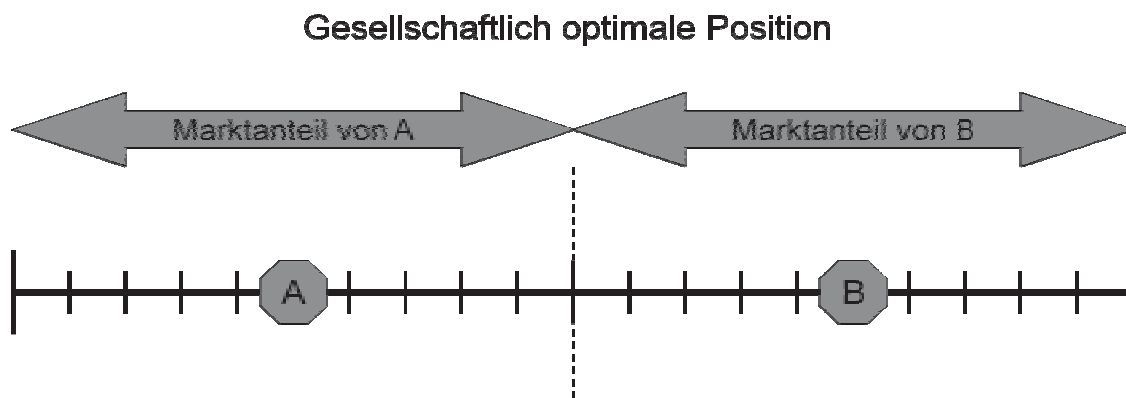 Gesellschaftlich optimale Position
Marktanteil von A
Marktanteil von B
A
B